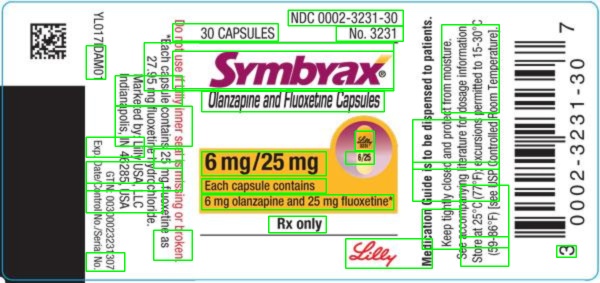 YL017IDAM01
Do not use if Lilly inner seal is missing or broken.
*Each capsule contains 25 mg fluoxetine as
27.95 mg fluoxetine hydrochloride.
Marketed by: Lilly USA, LLC
Indianapolis, IN 46285, USA
GTIN: 00300023231307
Exp. Date/Control No./Serial No.
NDC 0002-3231-30
30 CAPSULES
No. 3231
Symbyax®
Olanzapine and Fluoxetine Capsules
Lilly
6/25
6 mg/25 mg
Each capsule contains
6 mg olanzapine and 25 mg fluoxetine*
Rx only
Lilly
Medication Guide is to be dispensed to patients.
Keep tightly closed and protect from moisture.
See accompanying literature for dosage information
Store at 25°C (77°F); excursions permitted to 15-30°C
(59-86°F) [see USP Controlled Room Temperature].
3 0002-3231-30 7